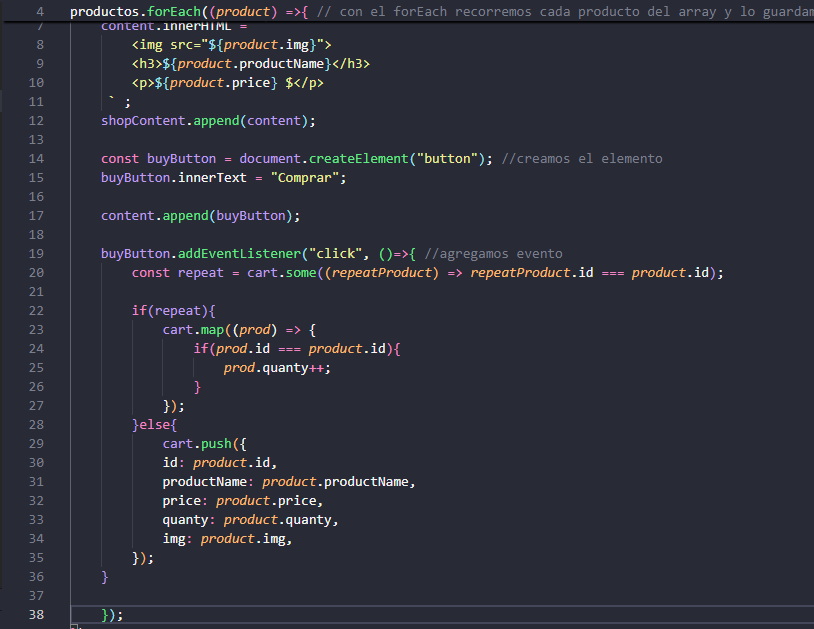 4 productos.forEach((product) =>{ // con el forEach recorremos cada producto del array y lo guardam
7 content.innerHTML =
8 <img src="${product.img}">
9 <h3>${product.productName}</h3>
10 <p>${product.price} $</p>
11 ` ;
12 shopContent.append(content);
13
14 const buyButton = document.createElement("button"); //creamos el elemento
15 buyButton.innerText = "Comprar";
16
17 content.append(buyButton);
18
19 buyButton.addEventListener("click", ()=>{ //agregamos evento
20 const repeat = cart.some((repeatProduct) => repeatProduct.id === product.id);
21
22 if(repeat){
23 cart.map((prod) => {
24 if(prod.id === product.id){
25 prod.quanty++;
26 }
27 });
28 }else{
29 cart.push({
30 id: product.id,
31 productName: product.productName,
32 price: product.price,
33 quanty: product.quanty,
34 img: product.img,
35 });
36 }
37
38 });